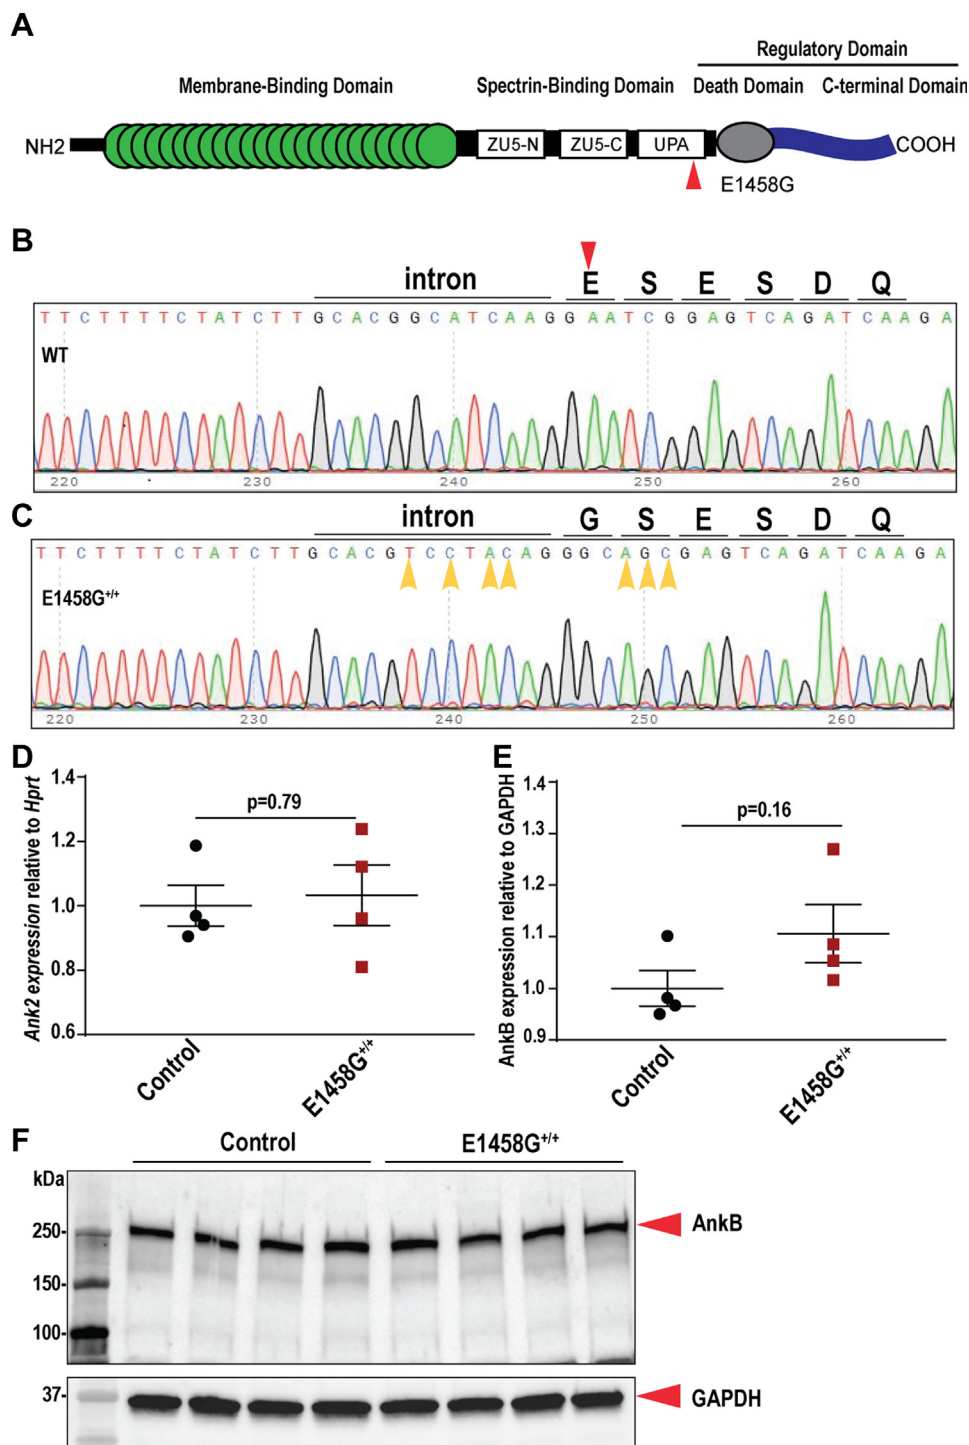 A
Regulatory Domain
Membrane-Binding Domain Spectrin-Binding Domain Death Domain C-terminal Domain
NH2 ZU5-N ZU5-C UPA COOH
E1458G
B
intron E S E S D Q
T T C T T T T C T A T C T T G C A C G G C A T C A A G G A A T C G G A G T C A G A T C A A G A
WT
220 230 240 250 260
C
intron G S E S D Q
T T C T T T T C T A T C T T G C A C G T C C T A C A G G G C A G C G A G T C A G A T C A A G A
E1458G+/+
220 230 240 250 260
D
Ank2 expression relative to Hprt
1.4
1.2
1.0
0.8
0.6
p=0.79
Control E1458G+/+
E
AnkB expression relative to GAPDH
1.4
1.3
1.2
1.1
1.0
0.9
p=0.16
Control E1458G+/+
F
Control E1458G+/+
kDa
250- AnkB
150-
100-
37- GAPDH